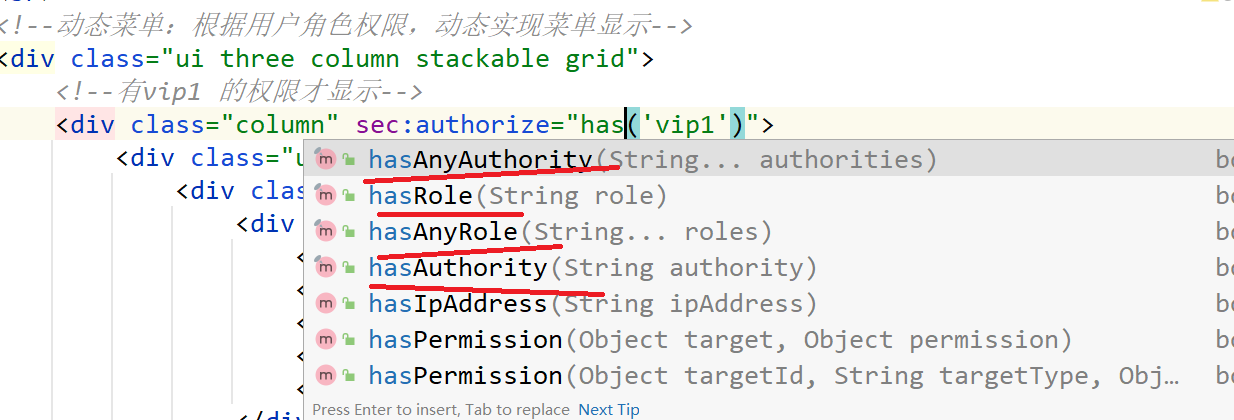 <!--动态菜单：根据用户角色权限，动态实现菜单显示-->
<div class="ui three column stackable grid">
<!--有vip1 的权限才显示-->
<div class="column" sec:authorize="has('vip1')">
<div class="u
hasAnyAuthority(String... authorities) bo
<div clas
hasRole(String role) bo
<div
hasAnyRole(String... roles) bo
<
hasAuthority(String authority) bo
<
hasIpAddress(String ipAddress) bo
<
hasPermission(Object target, Object permission) bo
<
hasPermission(Object targetId, String targetType, Obj… bo
<
Press Enter to insert, Tab to replace Next Tip
</div